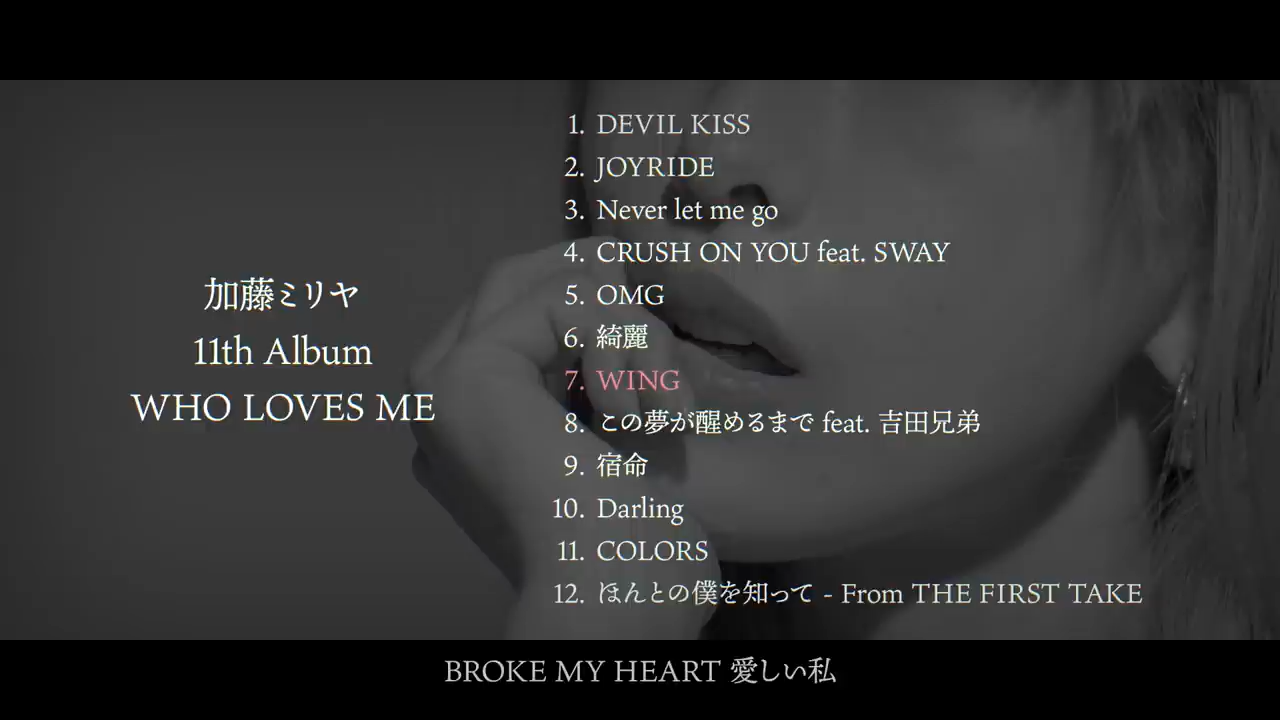 加藤ミリヤ
11th Album
WHO LOVES ME
1. DEVIL KISS
2. JOYRIDE
3. Never let me go
4. CRUSH ON YOU feat. SWAY
5. OMG
6. 綺麗
7. WING
8. この夢が醒めるまで feat. 吉田兄弟
9. 宿命
10. Darling
11. COLORS
12. ほんとの僕を知って - From THE FIRST TAKE
BROKE MY HEART 愛しい私